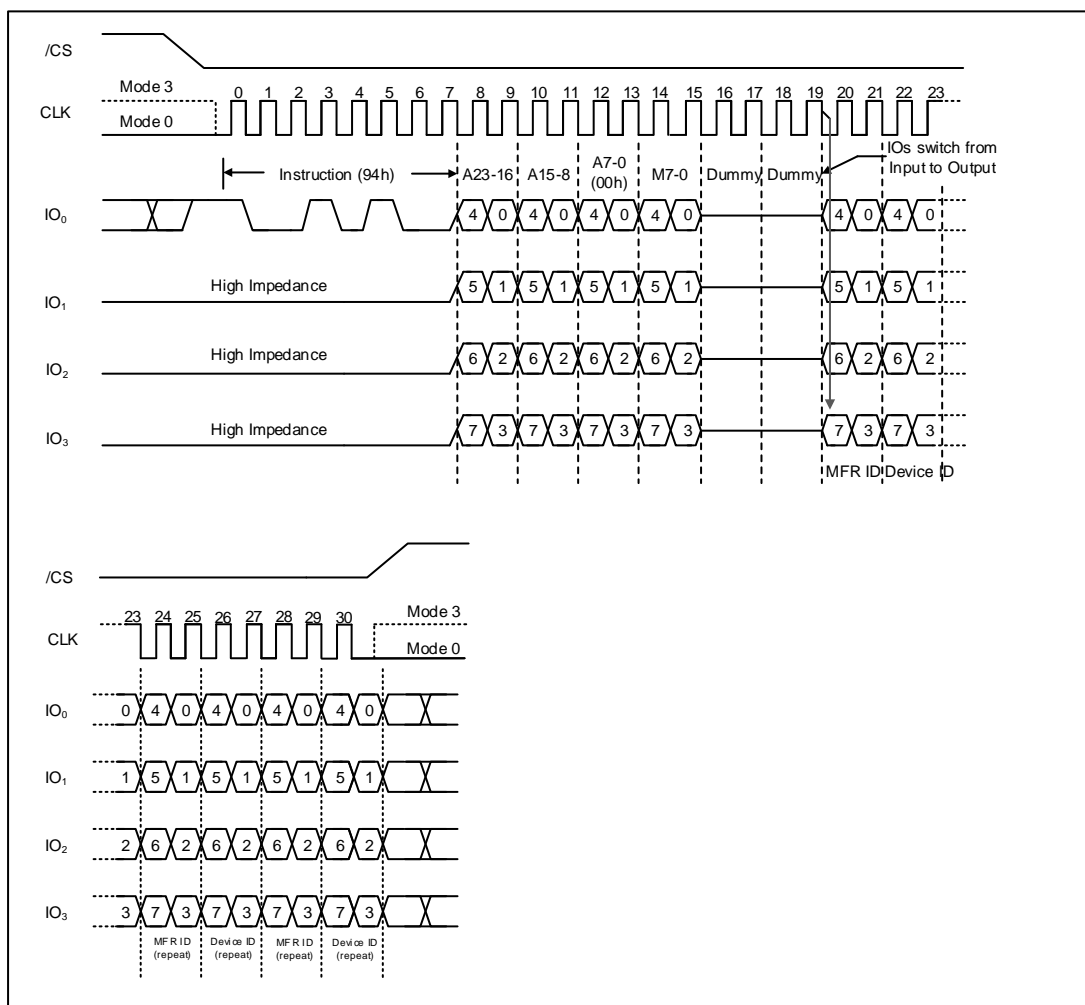 /CS
Mode 3
0 1 2 3 4 5 6 7 8 9 10 11 12 13 14 15 16 17 18 19 20 21 22 23
CLK
Mode 0
IOs switch from
Input to Output
Instruction (94h) A23-16 A15-8 A7-0 (00h) M7-0 Dummy Dummy
IO0 4 0 4 0 4 0 4 0 4 0 4 0
High Impedance 5 1 5 1 5 1 5 1 5 1 5 1
IO1
High Impedance 6 2 6 2 6 2 6 2 6 2 6 2
IO2
High Impedance 7 3 7 3 7 3 7 3 7 3 7 3
IO3
MFR ID Device ID
/CS
23 24 25 26 27 28 29 30 Mode 3
CLK
Mode 0
IO0 0 4 0 4 0 4 0 4 0
IO1 1 5 1 5 1 5 1 5 1
IO2 2 6 2 6 2 6 2 6 2
IO3 3 7 3 7 3 7 3 7 3
MFR ID Device ID MFR ID Device ID
(repeat) (repeat) (repeat) (repeat)